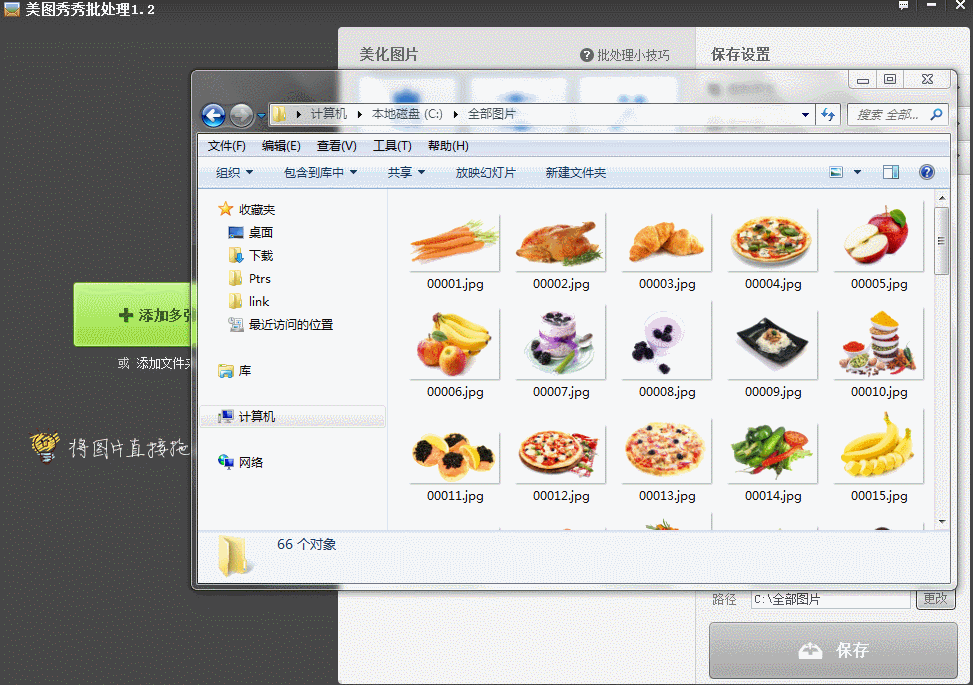 美图秀秀批处理1.2
美化图片
批处理小技巧
保存设置
计算机
本地磁盘 (C:)
全部图片
搜索 全部...
文件(F) 编辑(E) 查看(V) 工具(T) 帮助(H)
组织 包含到库中 共享 放映幻灯片 新建文件夹
收藏夹
桌面
下载
Ptrs
link
最近访问的位置
库
计算机
网络
00001.jpg 00002.jpg 00003.jpg 00004.jpg 00005.jpg
00006.jpg 00007.jpg 00008.jpg 00009.jpg 00010.jpg
00011.jpg 00012.jpg 00013.jpg 00014.jpg 00015.jpg
66 个对象
添加多张
或 添加文件夹
将图片直接拖
路径 C:\全部图片 更改
保存